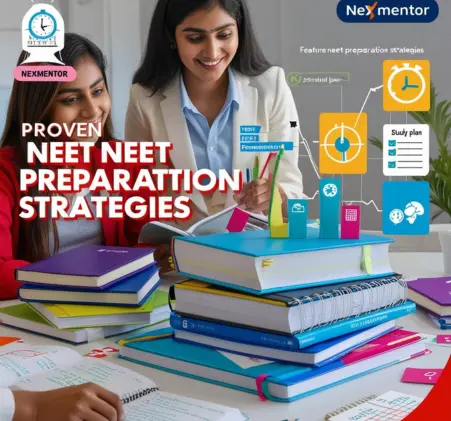 NEXMENTOR
NeXmentor
Feature neet preparation strategies
PROVEN
NEET NEET
PREPARATTION
STRATEGIES
Study plan